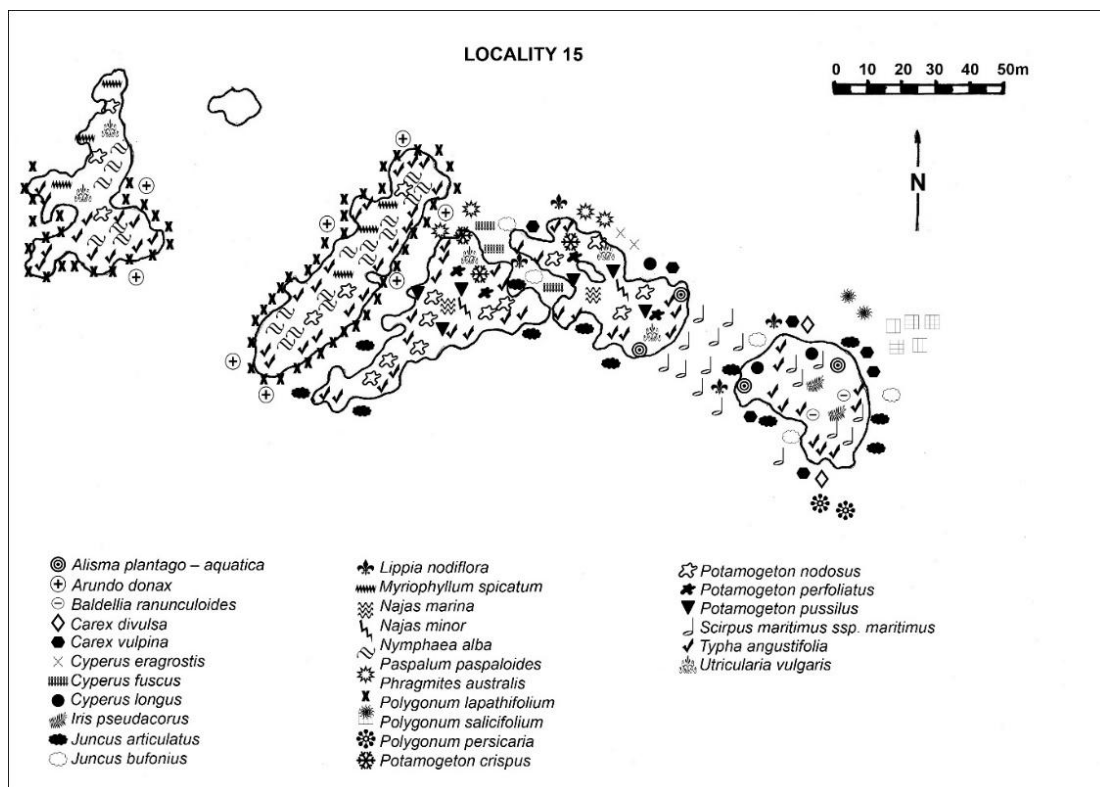 LOCALITY 15
0 10 20 30 40 50m
N
Alisma plantago – aquatica
Arundo donax
Baldellia ranunculoides
Carex divulsa
Carex vulpina
Cyperus eragrostis
Cyperus fuscus
Cyperus longus
Iris pseudacorus
Juncus articulatus
Juncus bufonius
Lippia nodiflora
Myriophyllum spicatum
Najas marina
Najas minor
Nymphaea alba
Paspalum paspaloides
Phragmites australis
Polygonum lapathifolium
Polygonum salicifolium
Polygonum persicaria
Potamogeton crispus
Potamogeton nodosus
Potamogeton perfoliatus
Potamogeton pussilus
Scirpus maritimus ssp. maritimus
Typha angustifolia
Utricularia vulgaris